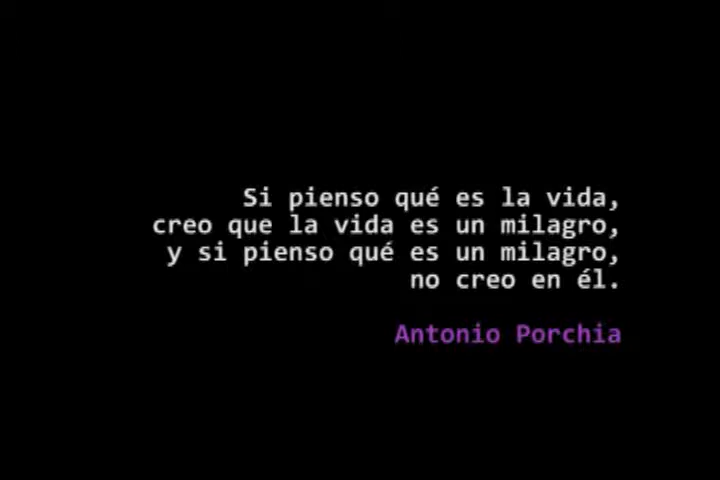 Si pienso qué es la vida,
creo que la vida es un milagro,
y si pienso qué es un milagro,
no creo en él.
Antonio Porchia